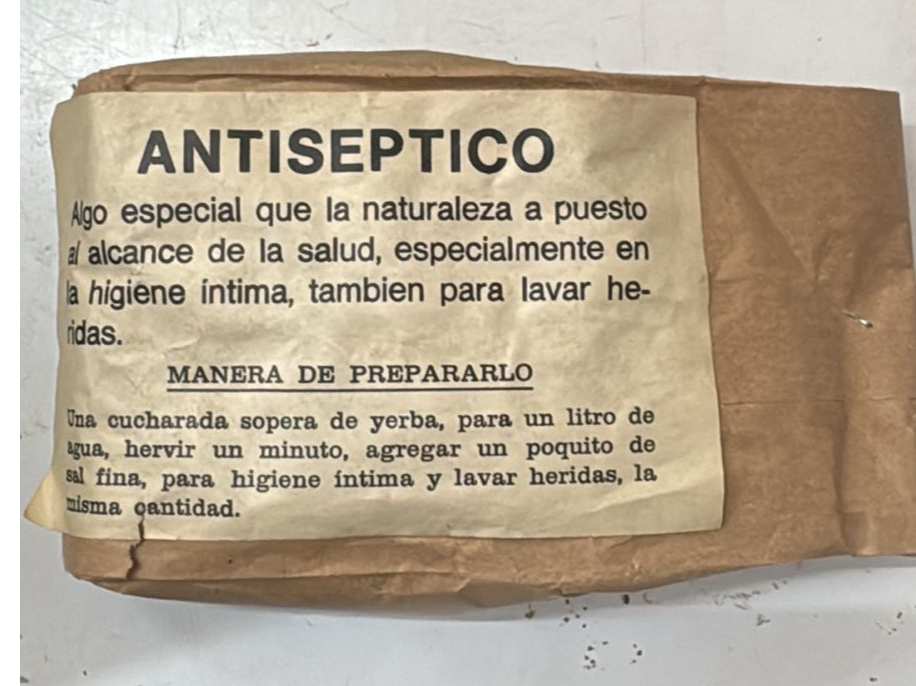 ANTISEPTICO
Algo especial que la naturaleza a puesto
al alcance de la salud, especialmente en
la higiene íntima, tambien para lavar he-
ridas.
MANERA DE PREPARARLO
Una cucharada sopera de yerba, para un litro de
agua, hervir un minuto, agregar un poquito de
sal fina, para higiene íntima y lavar heridas, la
misma cantidad.